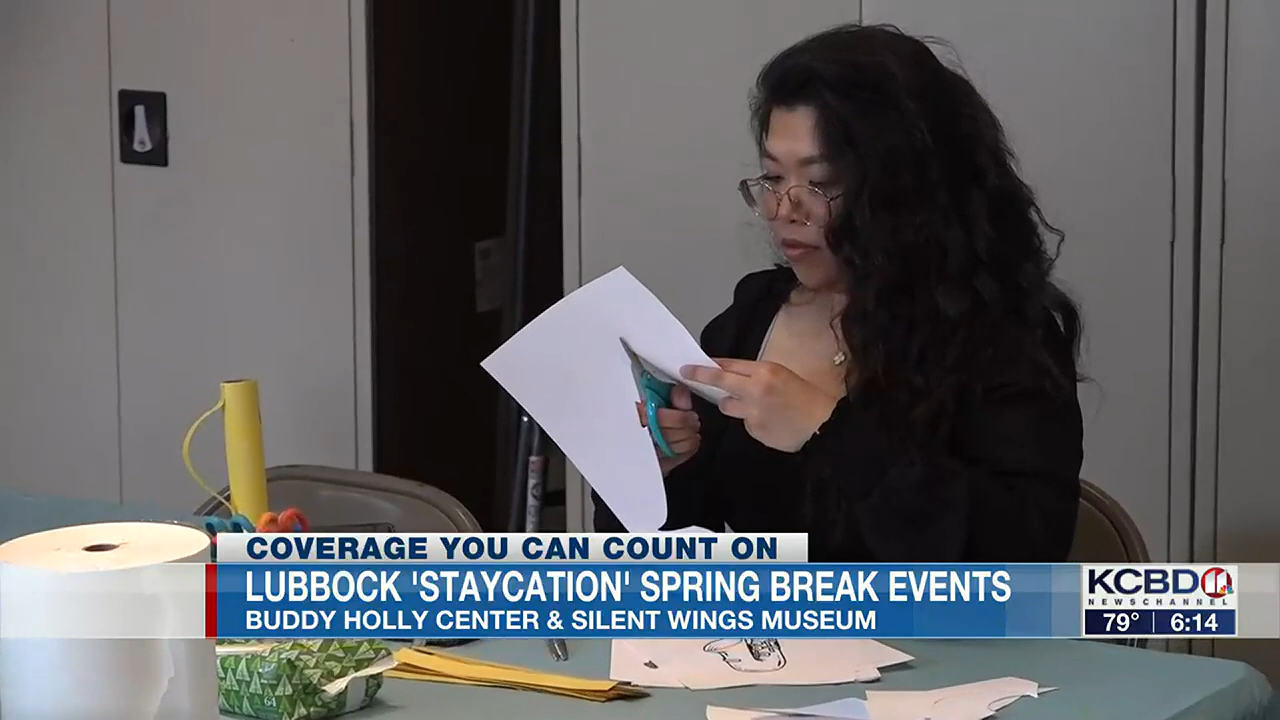 COVERAGE YOU CAN COUNT ON
LUBBOCK 'STAYCATION' SPRING BREAK EVENTS
BUDDY HOLLY CENTER & SILENT WINGS MUSEUM
KCBD 11
NEWSCHANNEL
79° | 6:14
64